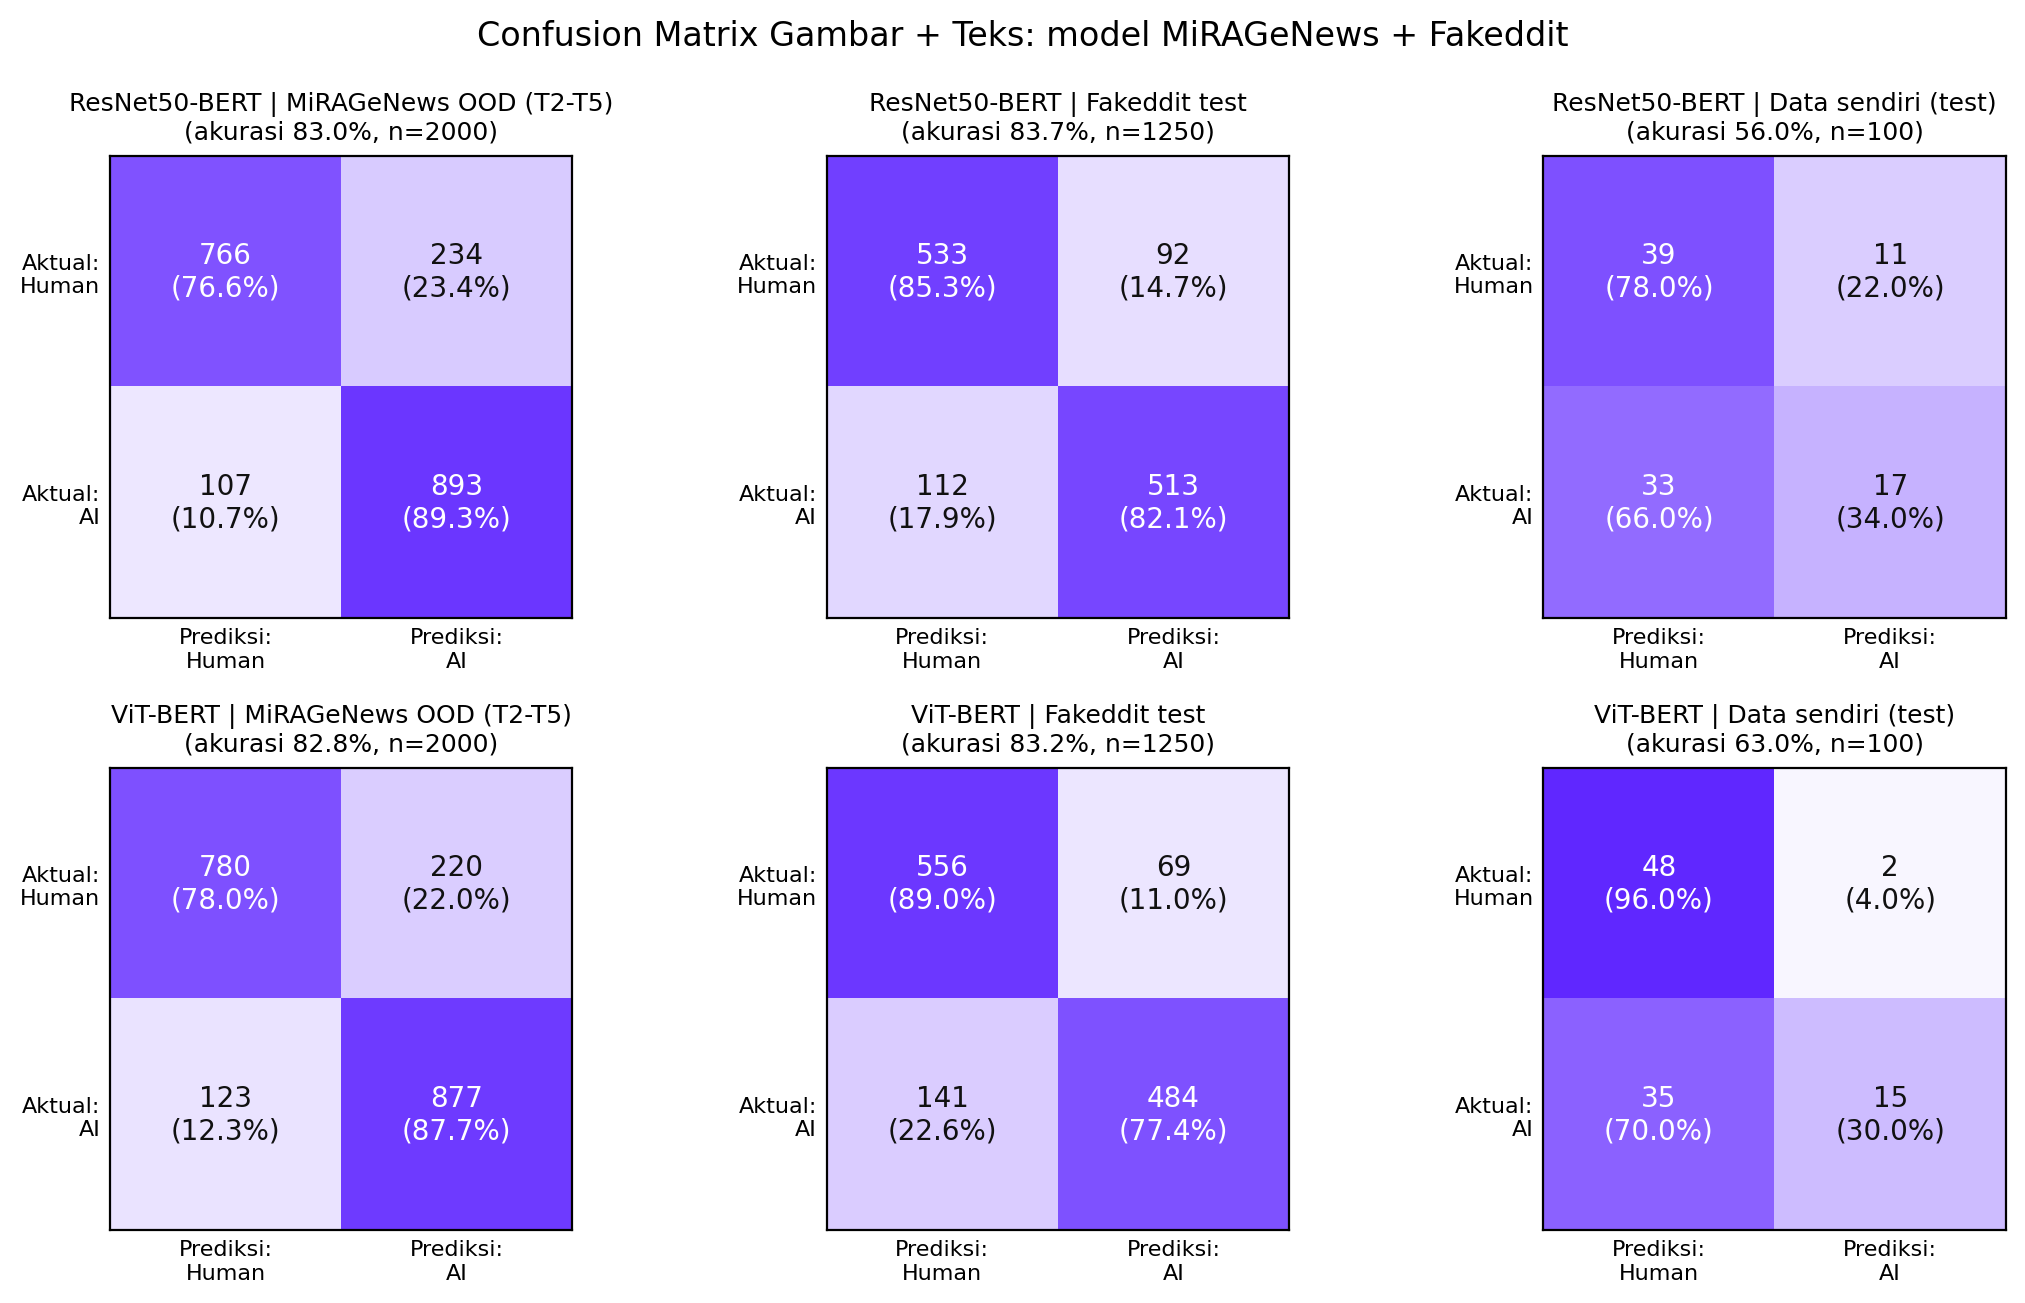 Confusion Matrix Gambar + Teks: model MiRAGeNews + Fakeddit
ResNet50-BERT | MiRAGeNews OOD (T2-T5)
(akurasi 83.0%, n=2000)
Aktual:
Human
766
(76.6%)
234
(23.4%)
Aktual:
AI
107
(10.7%)
893
(89.3%)
Prediksi:
Human
Prediksi:
AI
ResNet50-BERT | Fakeddit test
(akurasi 83.7%, n=1250)
Aktual:
Human
533
(85.3%)
92
(14.7%)
Aktual:
AI
112
(17.9%)
513
(82.1%)
Prediksi:
Human
Prediksi:
AI
ResNet50-BERT | Data sendiri (test)
(akurasi 56.0%, n=100)
Aktual:
Human
39
(78.0%)
11
(22.0%)
Aktual:
AI
33
(66.0%)
17
(34.0%)
Prediksi:
Human
Prediksi:
AI
ViT-BERT | MiRAGeNews OOD (T2-T5)
(akurasi 82.8%, n=2000)
Aktual:
Human
780
(78.0%)
220
(22.0%)
Aktual:
AI
123
(12.3%)
877
(87.7%)
Prediksi:
Human
Prediksi:
AI
ViT-BERT | Fakeddit test
(akurasi 83.2%, n=1250)
Aktual:
Human
556
(89.0%)
69
(11.0%)
Aktual:
AI
141
(22.6%)
484
(77.4%)
Prediksi:
Human
Prediksi:
AI
ViT-BERT | Data sendiri (test)
(akurasi 63.0%, n=100)
Aktual:
Human
48
(96.0%)
2
(4.0%)
Aktual:
AI
35
(70.0%)
15
(30.0%)
Prediksi:
Human
Prediksi:
AI